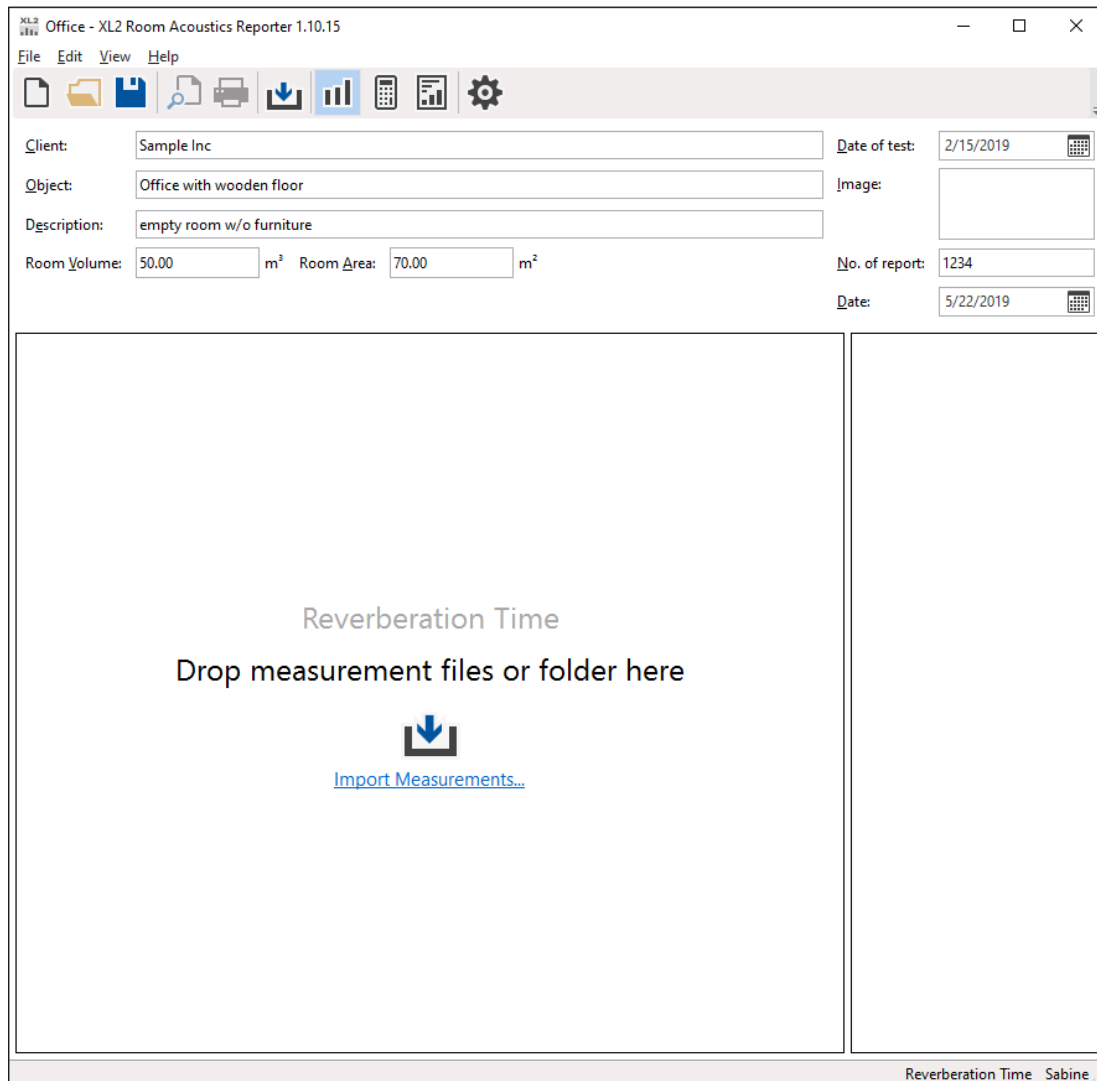 XL2 Office - XL2 Room Acoustics Reporter 1.10.15
File Edit View Help
Client: Sample Inc Date of test: 2/15/2019
Object: Office with wooden floor Image:
Description: empty room w/o furniture
Room Volume: 50.00 m³ Room Area: 70.00 m² No. of report: 1234
Date: 5/22/2019
Reverberation Time
Drop measurement files or folder here
Import Measurements...
Reverberation Time Sabine